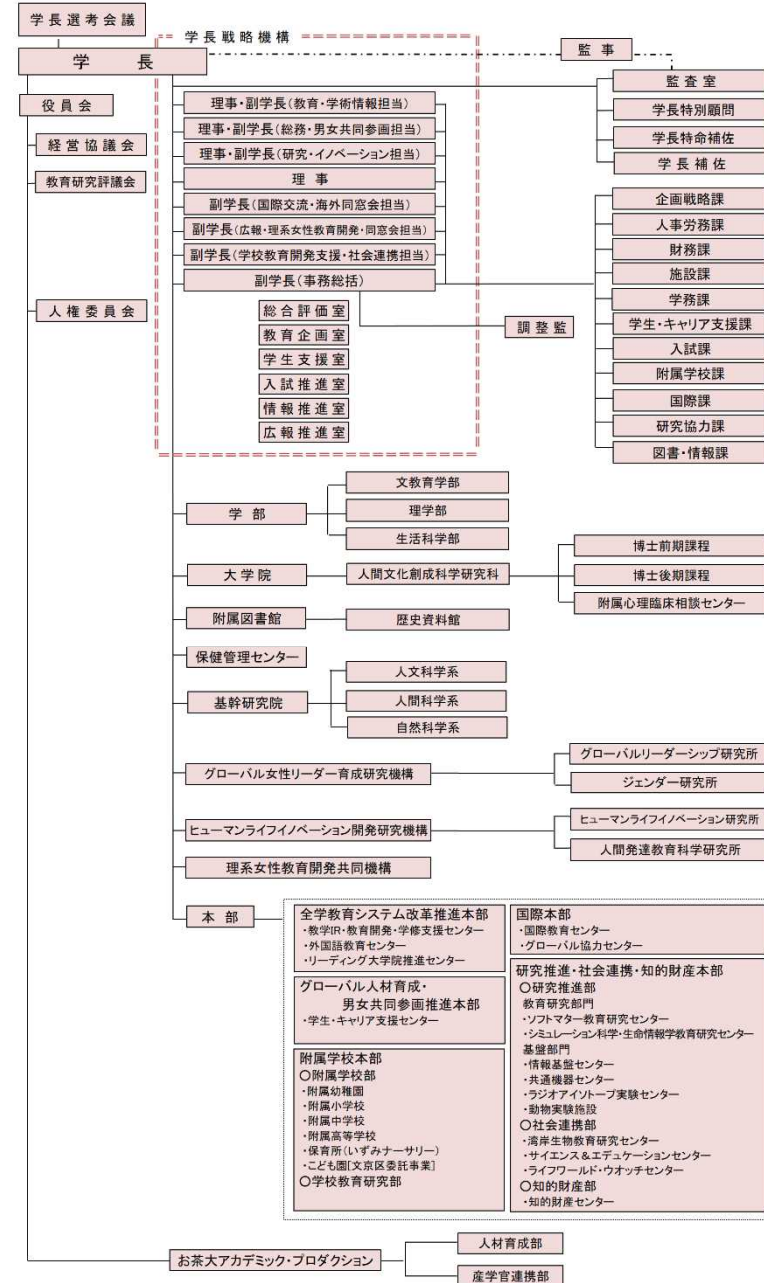 学長選考会議
学長戦略機構
学長
監事
役員会
経営協議会
教育研究評議会
人権委員会
理事・副学長(教育・学術情報担当)
理事・副学長(総務・男女共同参画担当)
理事・副学長(研究・イノベーション担当)
理事
副学長(国際交流・海外同窓会担当)
副学長(広報・理系女性教育開発・同窓会担当)
副学長(学校教育開発支援・社会連携担当)
副学長(事務総括)
総合評価室
教育企画室
学生支援室
入試推進室
情報推進室
広報推進室
調整監
監査室
学長特別顧問
学長特命補佐
学長補佐
企画戦略課
人事労務課
財務課
施設課
学務課
学生・キャリア支援課
入試課
附属学校課
国際課
研究協力課
図書・情報課
学部
文教育学部
理学部
生活科学部
大学院
人間文化創成科学研究科
博士前期課程
博士後期課程
附属心理臨床相談センター
附属図書館
歴史資料館
保健管理センター
基幹研究院
人文科学系
人間科学系
自然科学系
グローバル女性リーダー育成研究機構
グローバルリーダーシップ研究所
ジェンダー研究所
ヒューマンライフイノベーション開発研究機構
ヒューマンライフイノベーション研究所
人間発達教育科学研究所
理系女性教育開発共同機構
本部
全学教育システム改革推進本部
・教学IR・教育開発・学修支援センター
・外国語教育センター
・リーディング大学院推進センター
グローバル人材育成・
男女共同参画推進本部
・学生・キャリア支援センター
附属学校本部
○附属学校部
・附属幼稚園
・附属小学校
・附属中学校
・附属高等学校
・保育所(いずみナーサリー)
・こども園[文京区委託事業]
○学校教育研究部
国際本部
・国際教育センター
・グローバル協力センター
研究推進・社会連携・知的財産本部
○研究推進部
教育研究部門
・ソフトマター教育研究センター
・シミュレーション科学・生命情報学教育研究センター
基盤部門
・情報基盤センター
・共通機器センター
・ラジオアイソトープ実験センター
・動物実験施設
○社会連携部
・湾岸生物教育研究センター
・サイエンス&エデュケーションセンター
・ライフワールド・ウオッチセンター
○知的財産部
・知的財産センター
お茶大アカデミック・プロダクション
人材育成部
産学官連携部